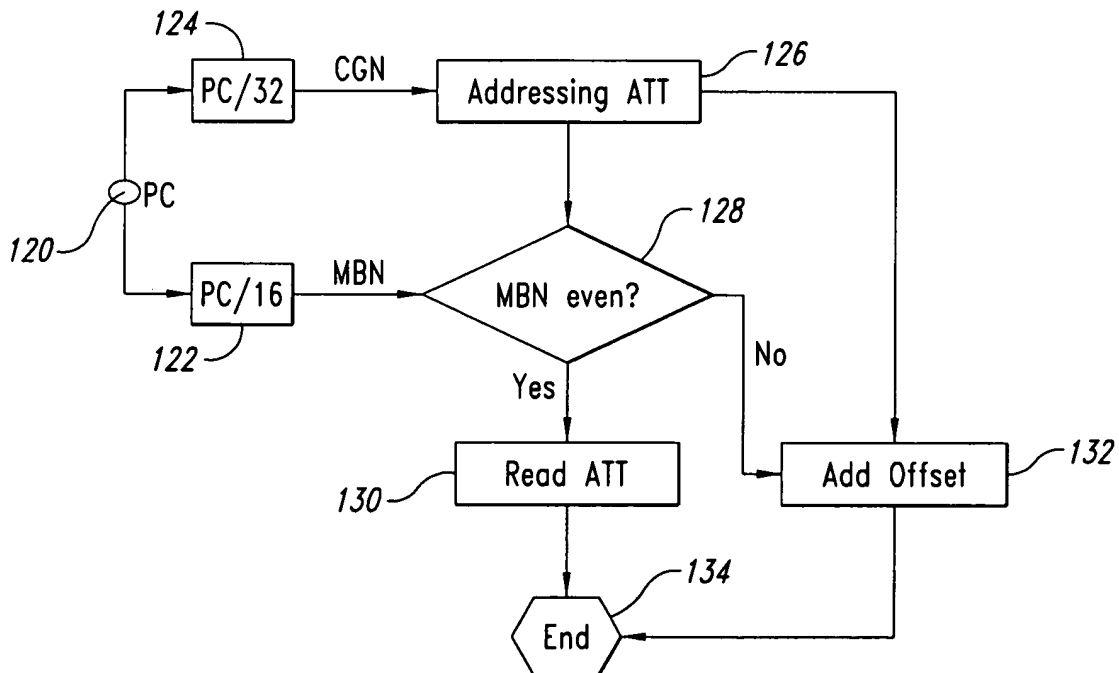 124
PC/32
CGN
Addressing ATT
126
120
PC
128
PC/16
MBN
MBN even?
122
Yes
No
130
Read ATT
Add Offset
132
134
End